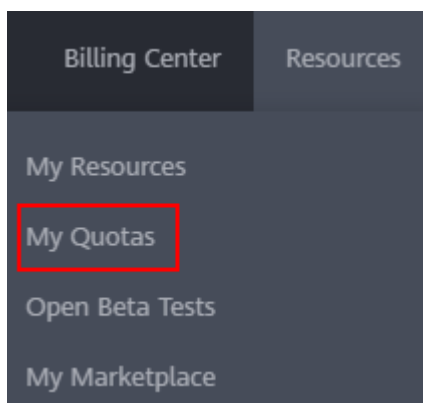 Billing Center Resources
My Resources
My Quotas
Open Beta Tests
My Marketplace